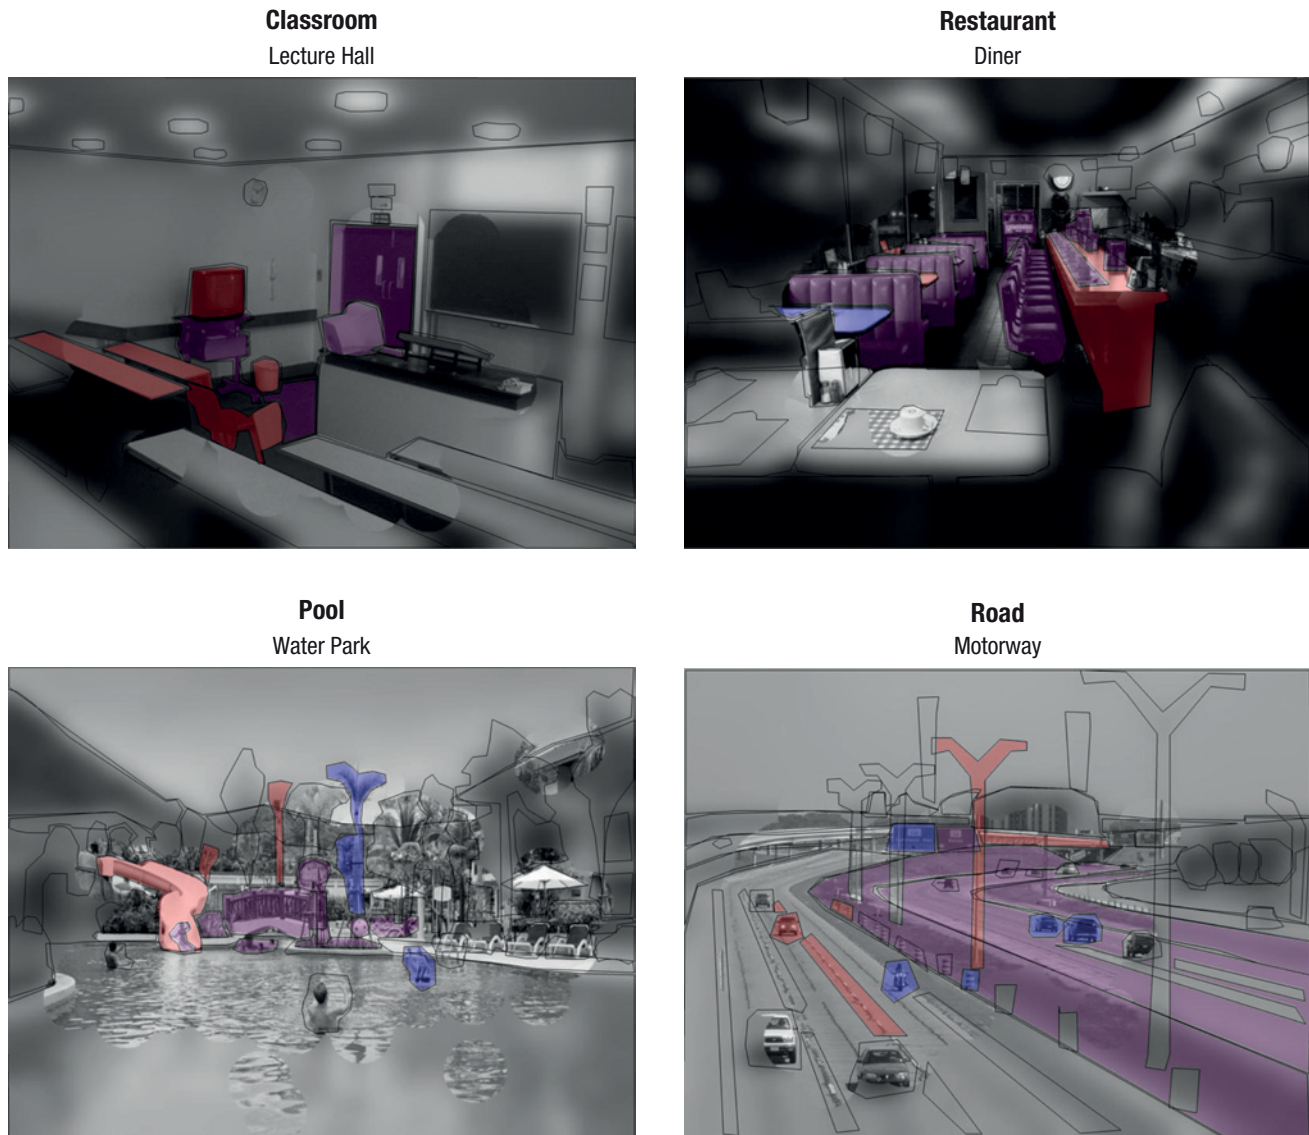 Classroom
Lecture Hall
Restaurant
Diner
Pool
Water Park
Road
Motorway